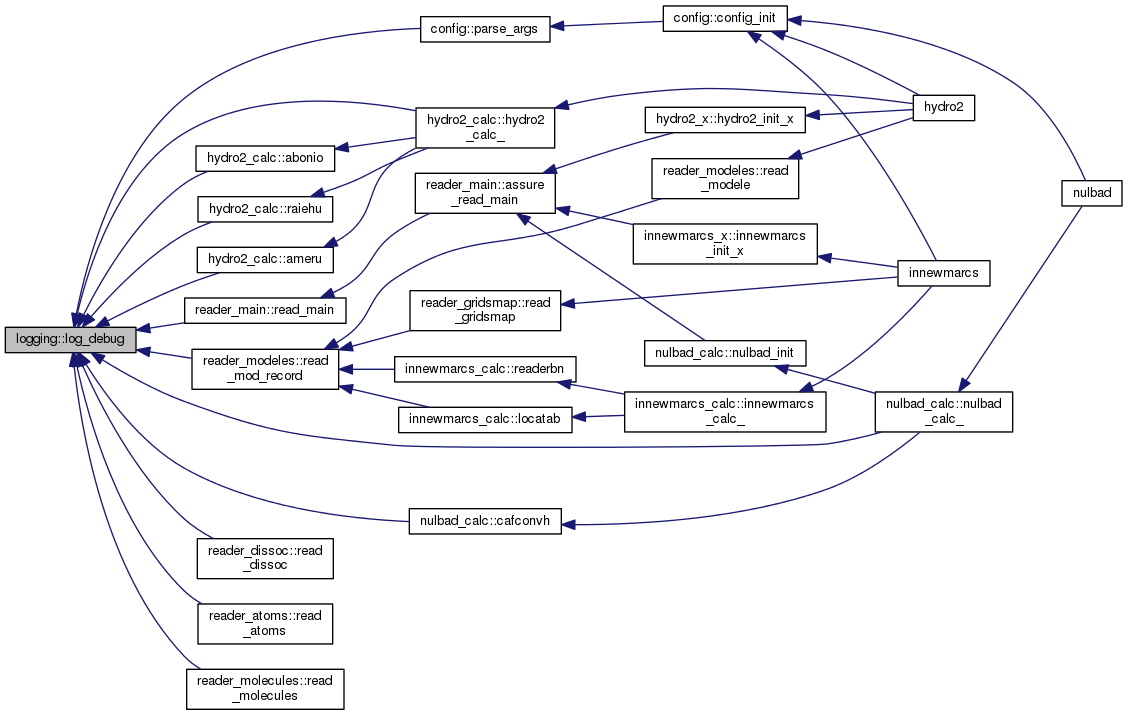 config::parse_args
config::config_init
hydro2_calc::hydro2
_calc_
hydro2_x::hydro2_init_x
hydro2
hydro2_calc::abonio
reader_main::assure
_read_main
reader_modeles::read
_modele
nulbad
hydro2_calc::raiehu
hydro2_calc::ameru
innewmarcs_x::innewmarcs
_init_x
innewmarcs
reader_main::read_main
reader_gridsmap::read
_gridsmap
logging::log_debug
reader_modeles::read
_mod_record
innewmarcs_calc::readerbn
nulbad_calc::nulbad_init
innewmarcs_calc::locatab
innewmarcs_calc::innewmarcs
_calc_
nulbad_calc::nulbad
_calc_
nulbad_calc::cafconvh
reader_dissoc::read
_dissoc
reader_atoms::read
_atoms
reader_molecules::read
_molecules